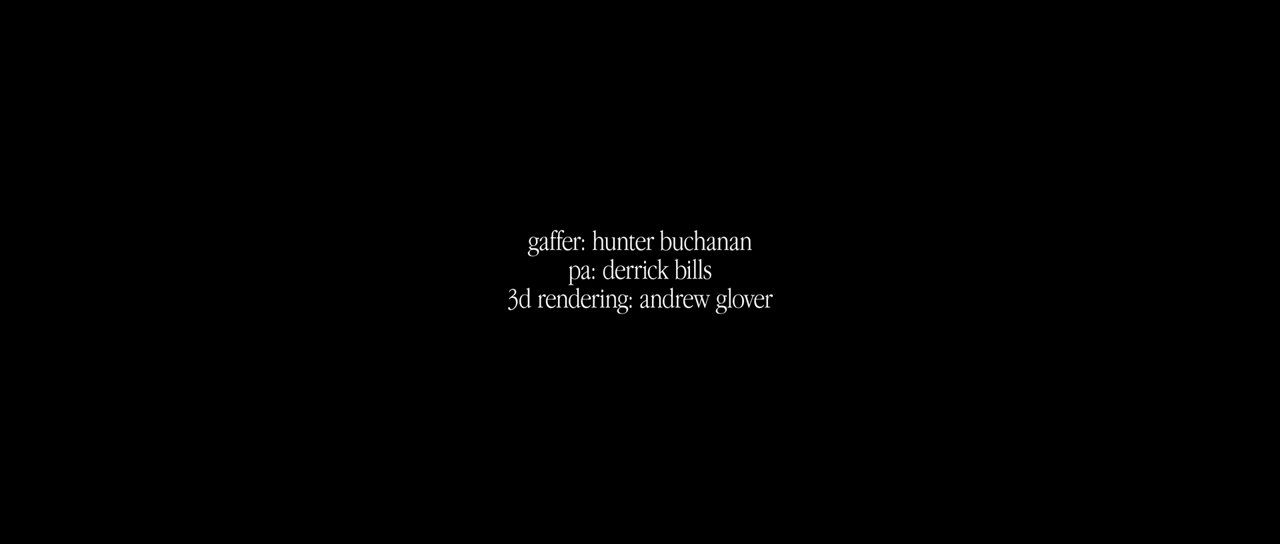 gaffer: hunter buchanan
pa: derrick bills
3d rendering: andrew glover